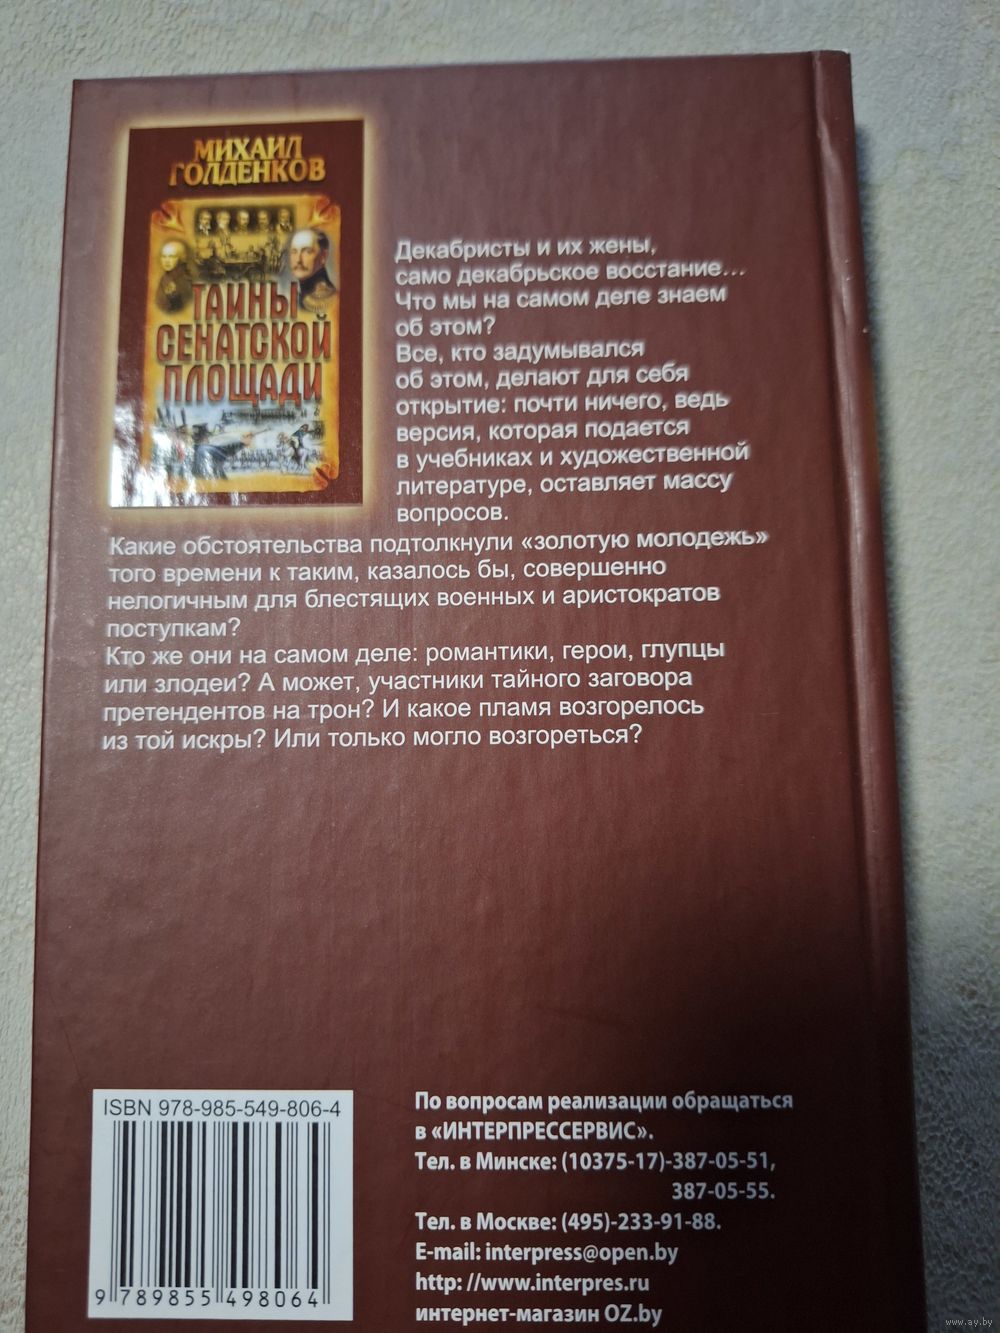 МИХАИЛ
ГОЛДЕНКОВ
ТАЙНЫ
СЕНАТСКОЙ
ПЛОЩАДИ
Декабристы и их жены,
само декабрьское восстание...
Что мы на самом деле знаем
об этом?
Все, кто задумывался
об этом, делают для себя
открытие: почти ничего, ведь
версия, которая подается
в учебниках и художественной
литературе, оставляет массу
вопросов.
Какие обстоятельства подтолкнули «золотую молодежь»
того времени к таким, казалось бы, совершенно
нелогичным для блестящих военных и аристократов
поступкам?
Кто же они на самом деле: романтики, герои, глупцы
или злодеи? А может, участники тайного заговора
претендентов на трон? И какое пламя возгорелось
из той искры? Или только могло возгореться?
ISBN 978-985-549-806-4
9 789855 498064
По вопросам реализации обращаться
в «ИНТЕРПРЕССЕРВИС».
Тел. в Минске: (10375-17)-387-05-51,
387-05-55.
Тел. в Москве: (495)-233-91-88.
E-mail: interpress@open.by
http: //www.interpres.ru
интернет-магазин OZ.by
www.ay.by